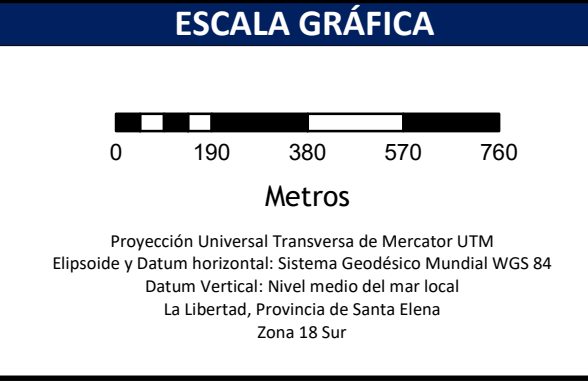 ESCALA GRÁFICA
0 190 380 570 760
Metros
Proyección Universal Transversa de Mercator UTM
Elipsoide y Datum horizontal: Sistema Geodésico Mundial WGS 84
Datum Vertical: Nivel medio del mar local
La Libertad, Provincia de Santa Elena
Zona 18 Sur